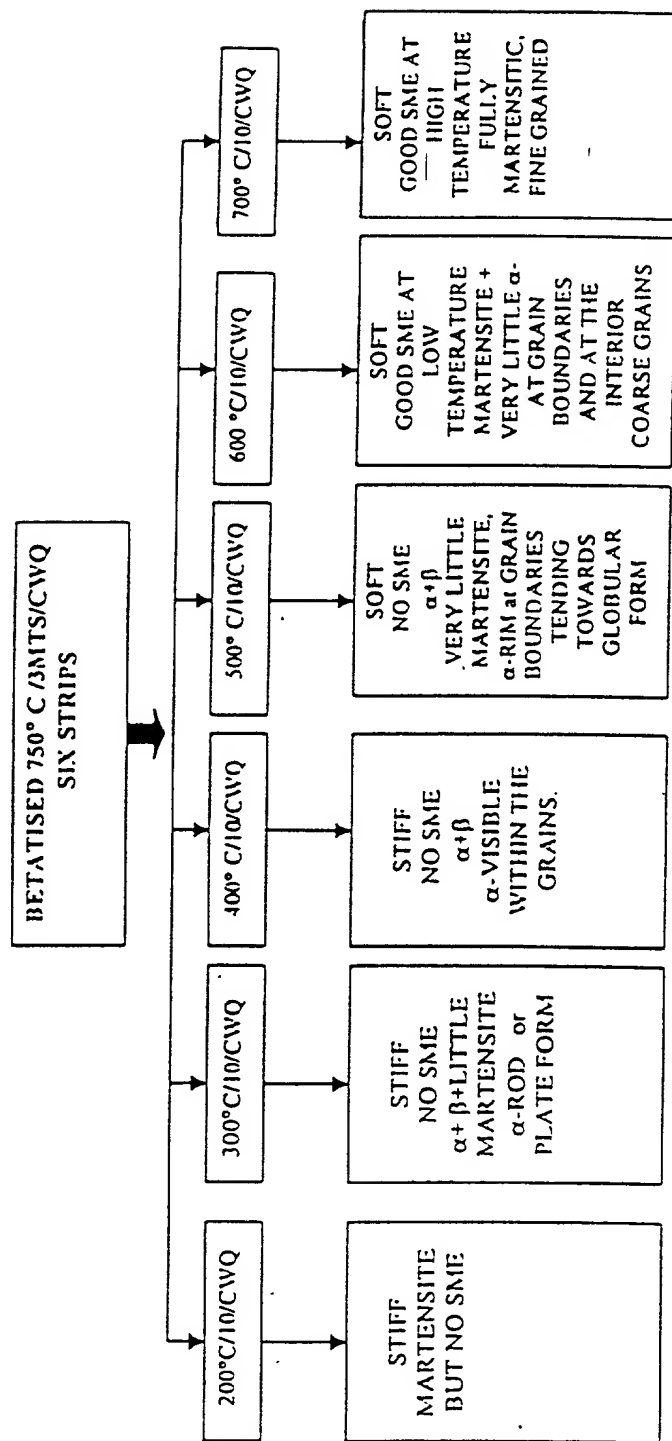 BETATISED 750° C /3MTS/CWQ
SIX STRIPS
200°C/10/CWQ
300°C/10/CWQ
400° C/10/CWQ
500° C/10/CWQ
600 °C/10/CWQ
700° C/10/CWQ
STIFF
MARTENSITE
BUT NO SME
STIFF
NO SME
α+ β+LITTLE
MARTENSITE
α-ROD or
PLATE FORM
STIFF
NO SME
α+β
α-VISIBLE
WITHIN THE
GRAINS.
SOFT
NO SME
α+β
VERY LITTLE
MARTENSITE,
α-RIM at GRAIN
BOUNDARIES
TENDING
TOWARDS
GLOBULAR
FORM
SOFT
GOOD SME AT
LOW
TEMPERATURE
MARTENSITE +
VERY LITTLE α-
AT GRAIN
BOUNDARIES
AND AT THE
INTERIOR
COARSE GRAINS
SOFT
GOOD SME AT
HIGH
TEMPERATURE
FULLY
MARTENSITIC,
FINE GRAINED